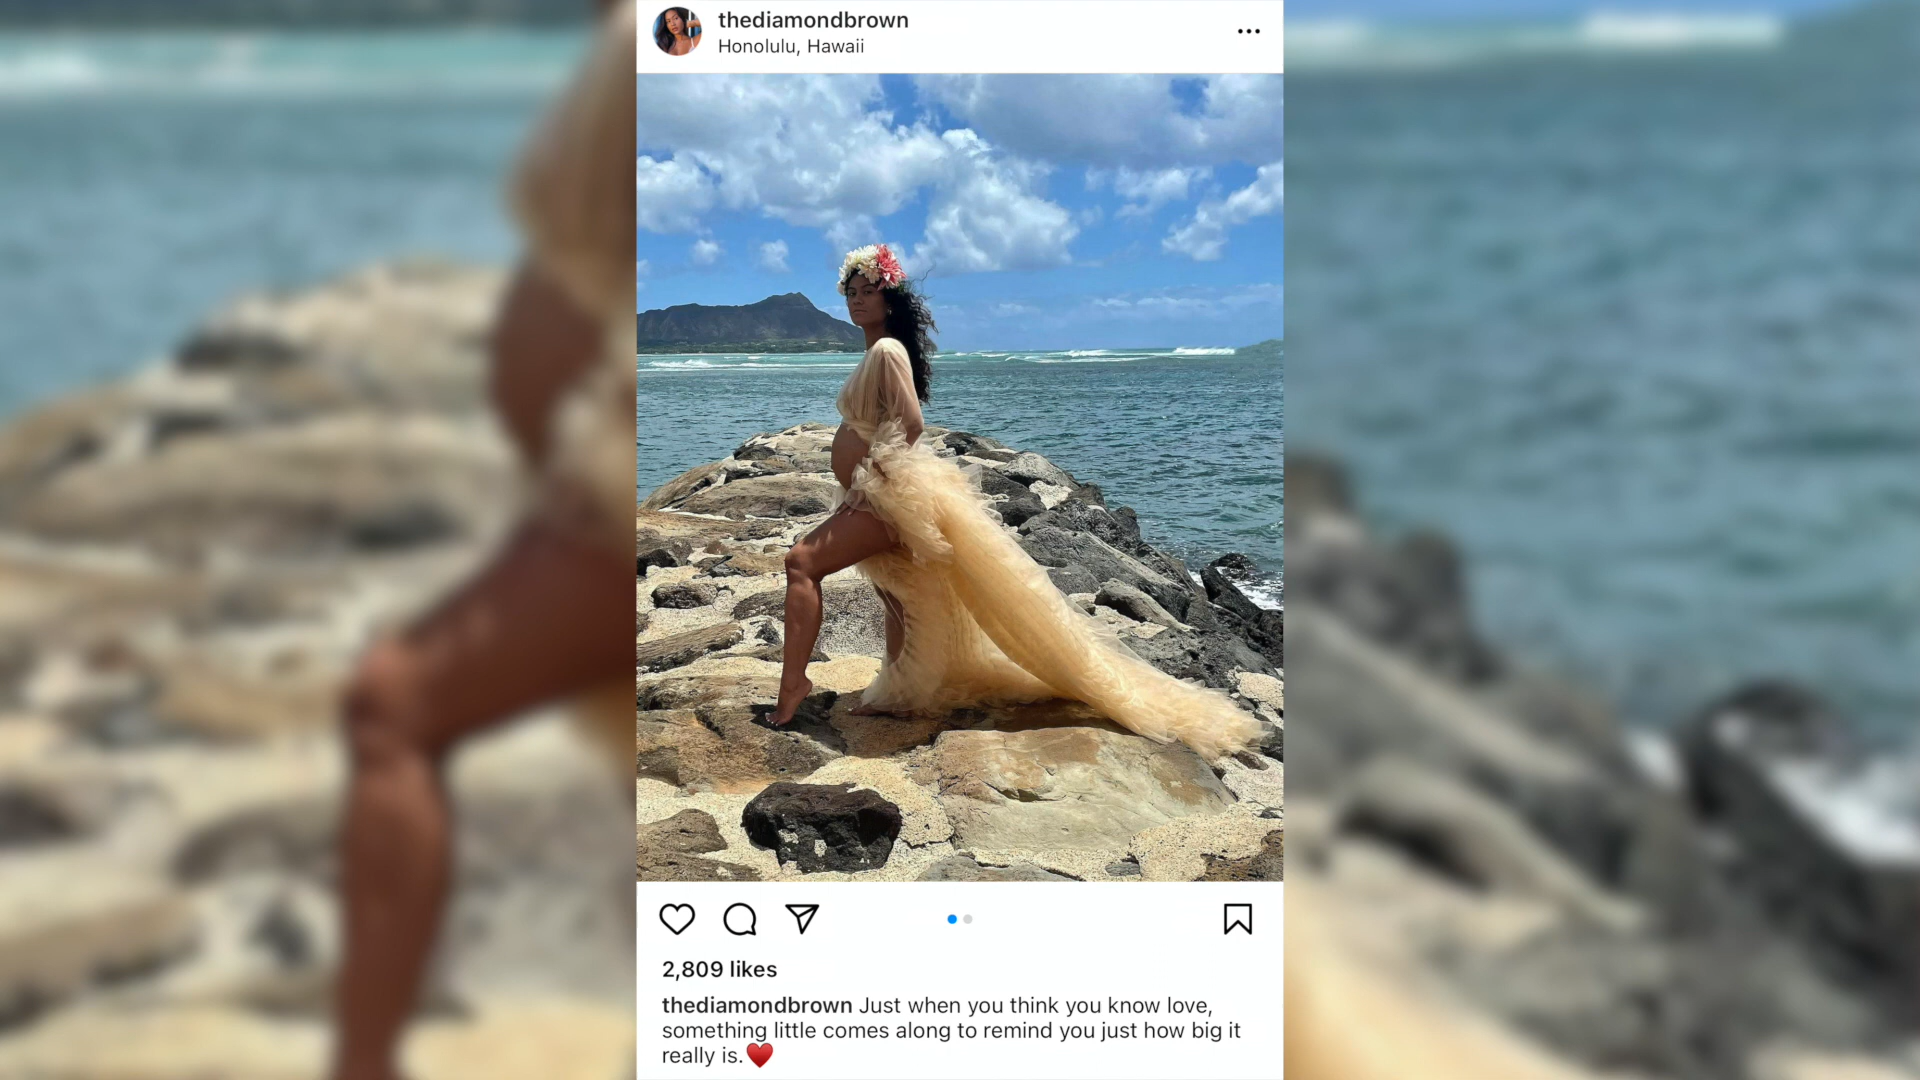 thediamondbrown
Honolulu, Hawaii
2,809 likes
thediamondbrown Just when you think you know love,
something little comes along to remind you just how big it
really is.❤️